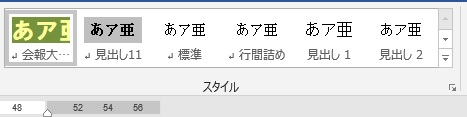 あア亜 あア亜 あア亜 あア亜 あア亜 あア亜
↲ 会報大… ↲ 見出し11 ↲ 標準 ↲ 行間詰め 見出し 1 見出し 2
スタイル
48 52 54 56